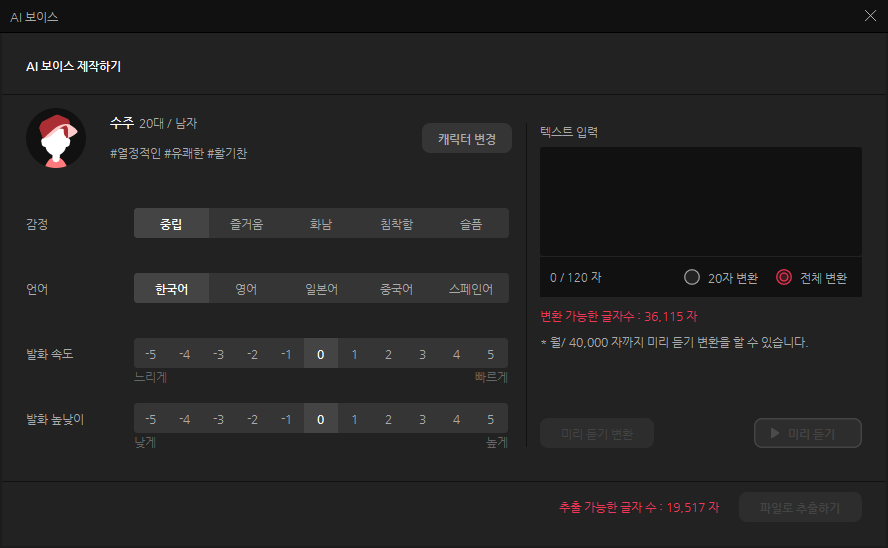 AI 보이스
AI 보이스 제작하기
수주 20대 / 남자
#열정적인 #유쾌한 #활기찬
캐릭터 변경
감정
중립 즐거움 화남 침착함 슬픔
언어
한국어 영어 일본어 중국어 스페인어
발화 속도
-5 -4 -3 -2 -1 0 1 2 3 4 5
느리게 빠르게
발화 높낮이
-5 -4 -3 -2 -1 0 1 2 3 4 5
낮게 높게
텍스트 입력
0 / 120 자 20자 변환 전체 변환
변환 가능한 글자수 : 36,115 자
* 월/ 40,000 자까지 미리 듣기 변환을 할 수 있습니다.
미리 듣기 변환 미리 듣기
추출 가능한 글자 수 : 19,517 자 파일로 추출하기